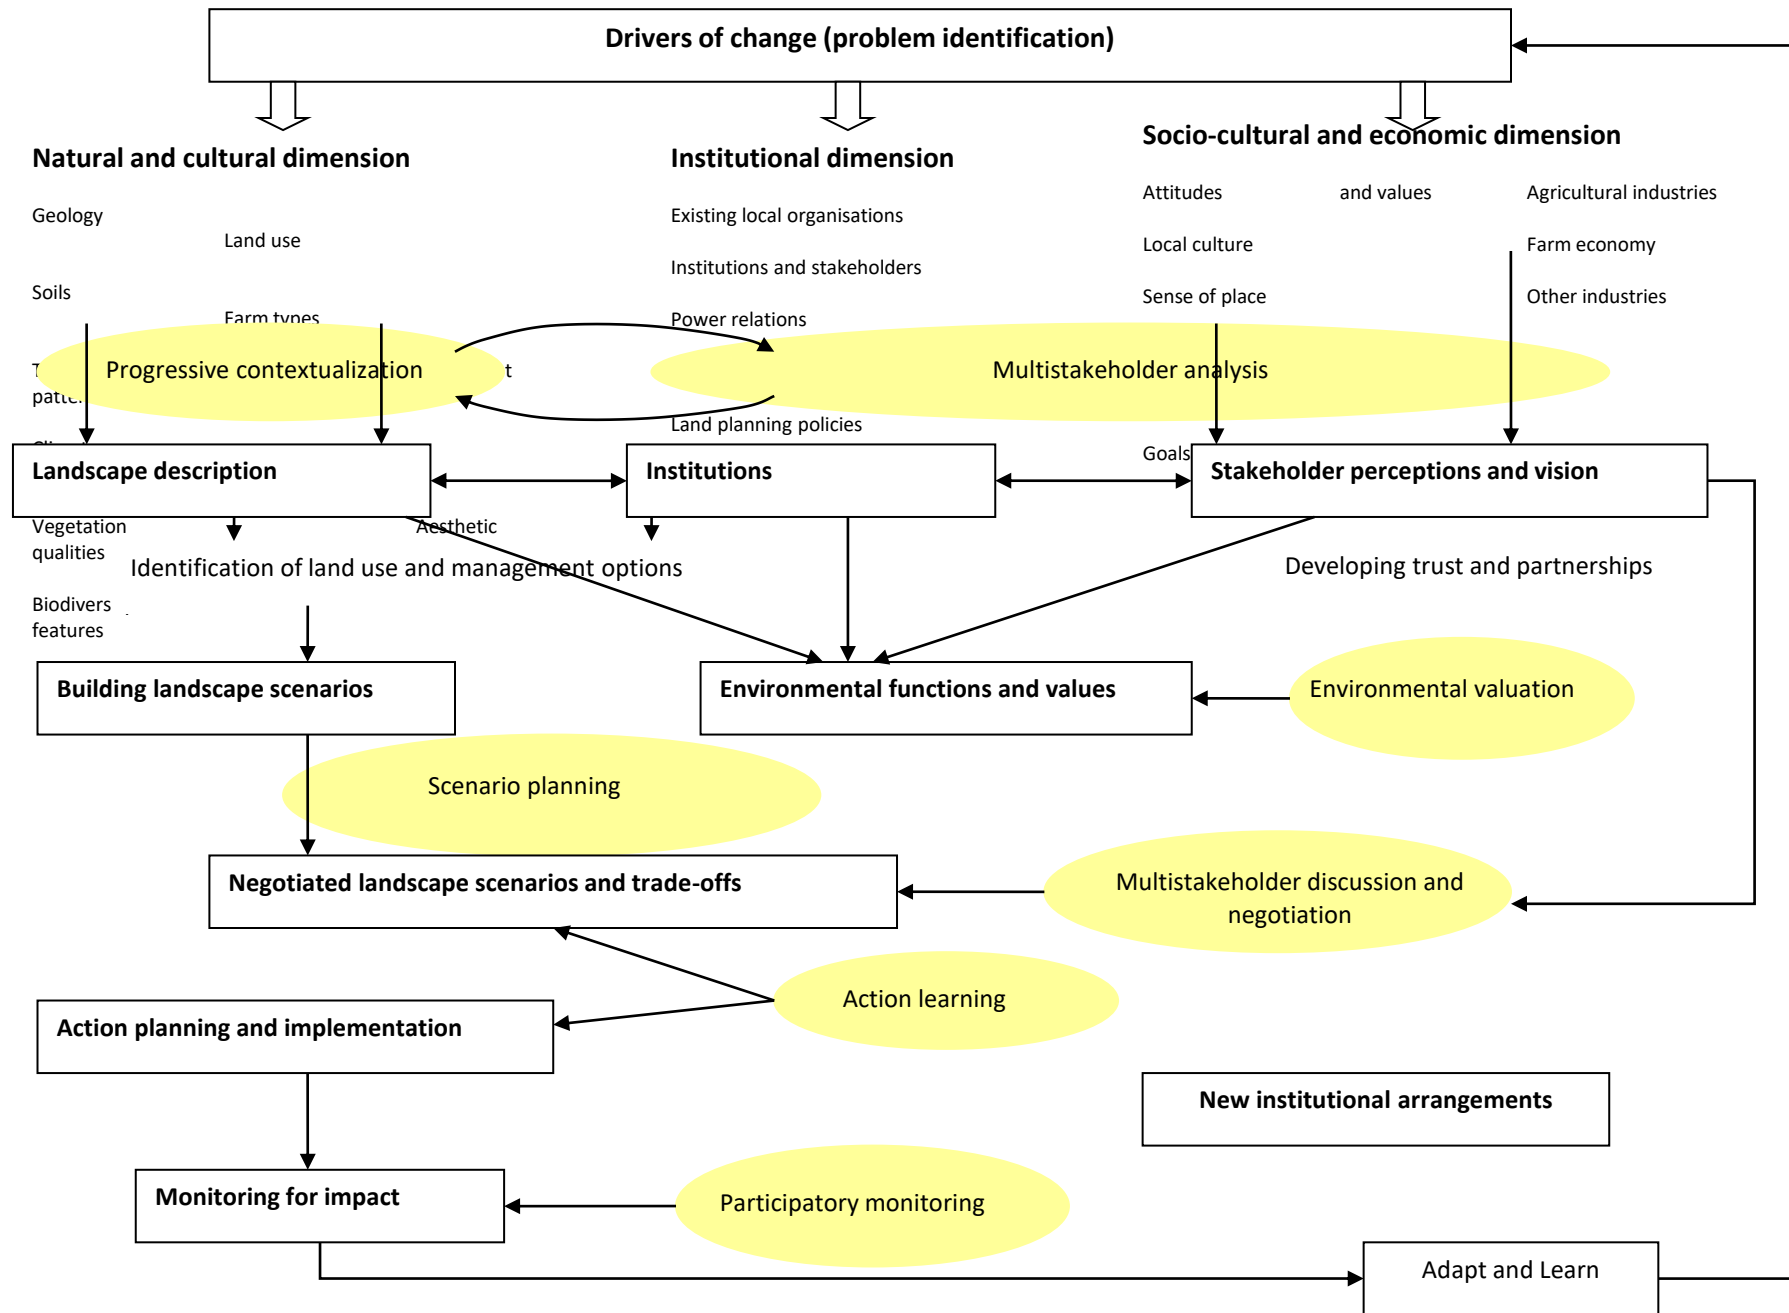 Drivers of change (problem identification)
Natural and cultural dimension
Institutional dimension
Socio-cultural and economic dimension
Geology
Land use
Soils
Farm types
Existing local organisations
Institutions and stakeholders
Power relations
Land planning policies
Attitudes and values
Local culture
Sense of place
Goals
Agricultural industries
Farm economy
Other industries
Progressive contextualization
Multistakeholder analysis
Landscape description
Institutions
Stakeholder perceptions and vision
Vegetation
Aesthetic
qualities
Identification of land use and management options
Developing trust and partnerships
features
Building landscape scenarios
Environmental functions and values
Environmental valuation
Scenario planning
Negotiated landscape scenarios and trade-offs
Multistakeholder discussion and
negotiation
Action learning
Action planning and implementation
New institutional arrangements
Monitoring for impact
Participatory monitoring
Adapt and Learn